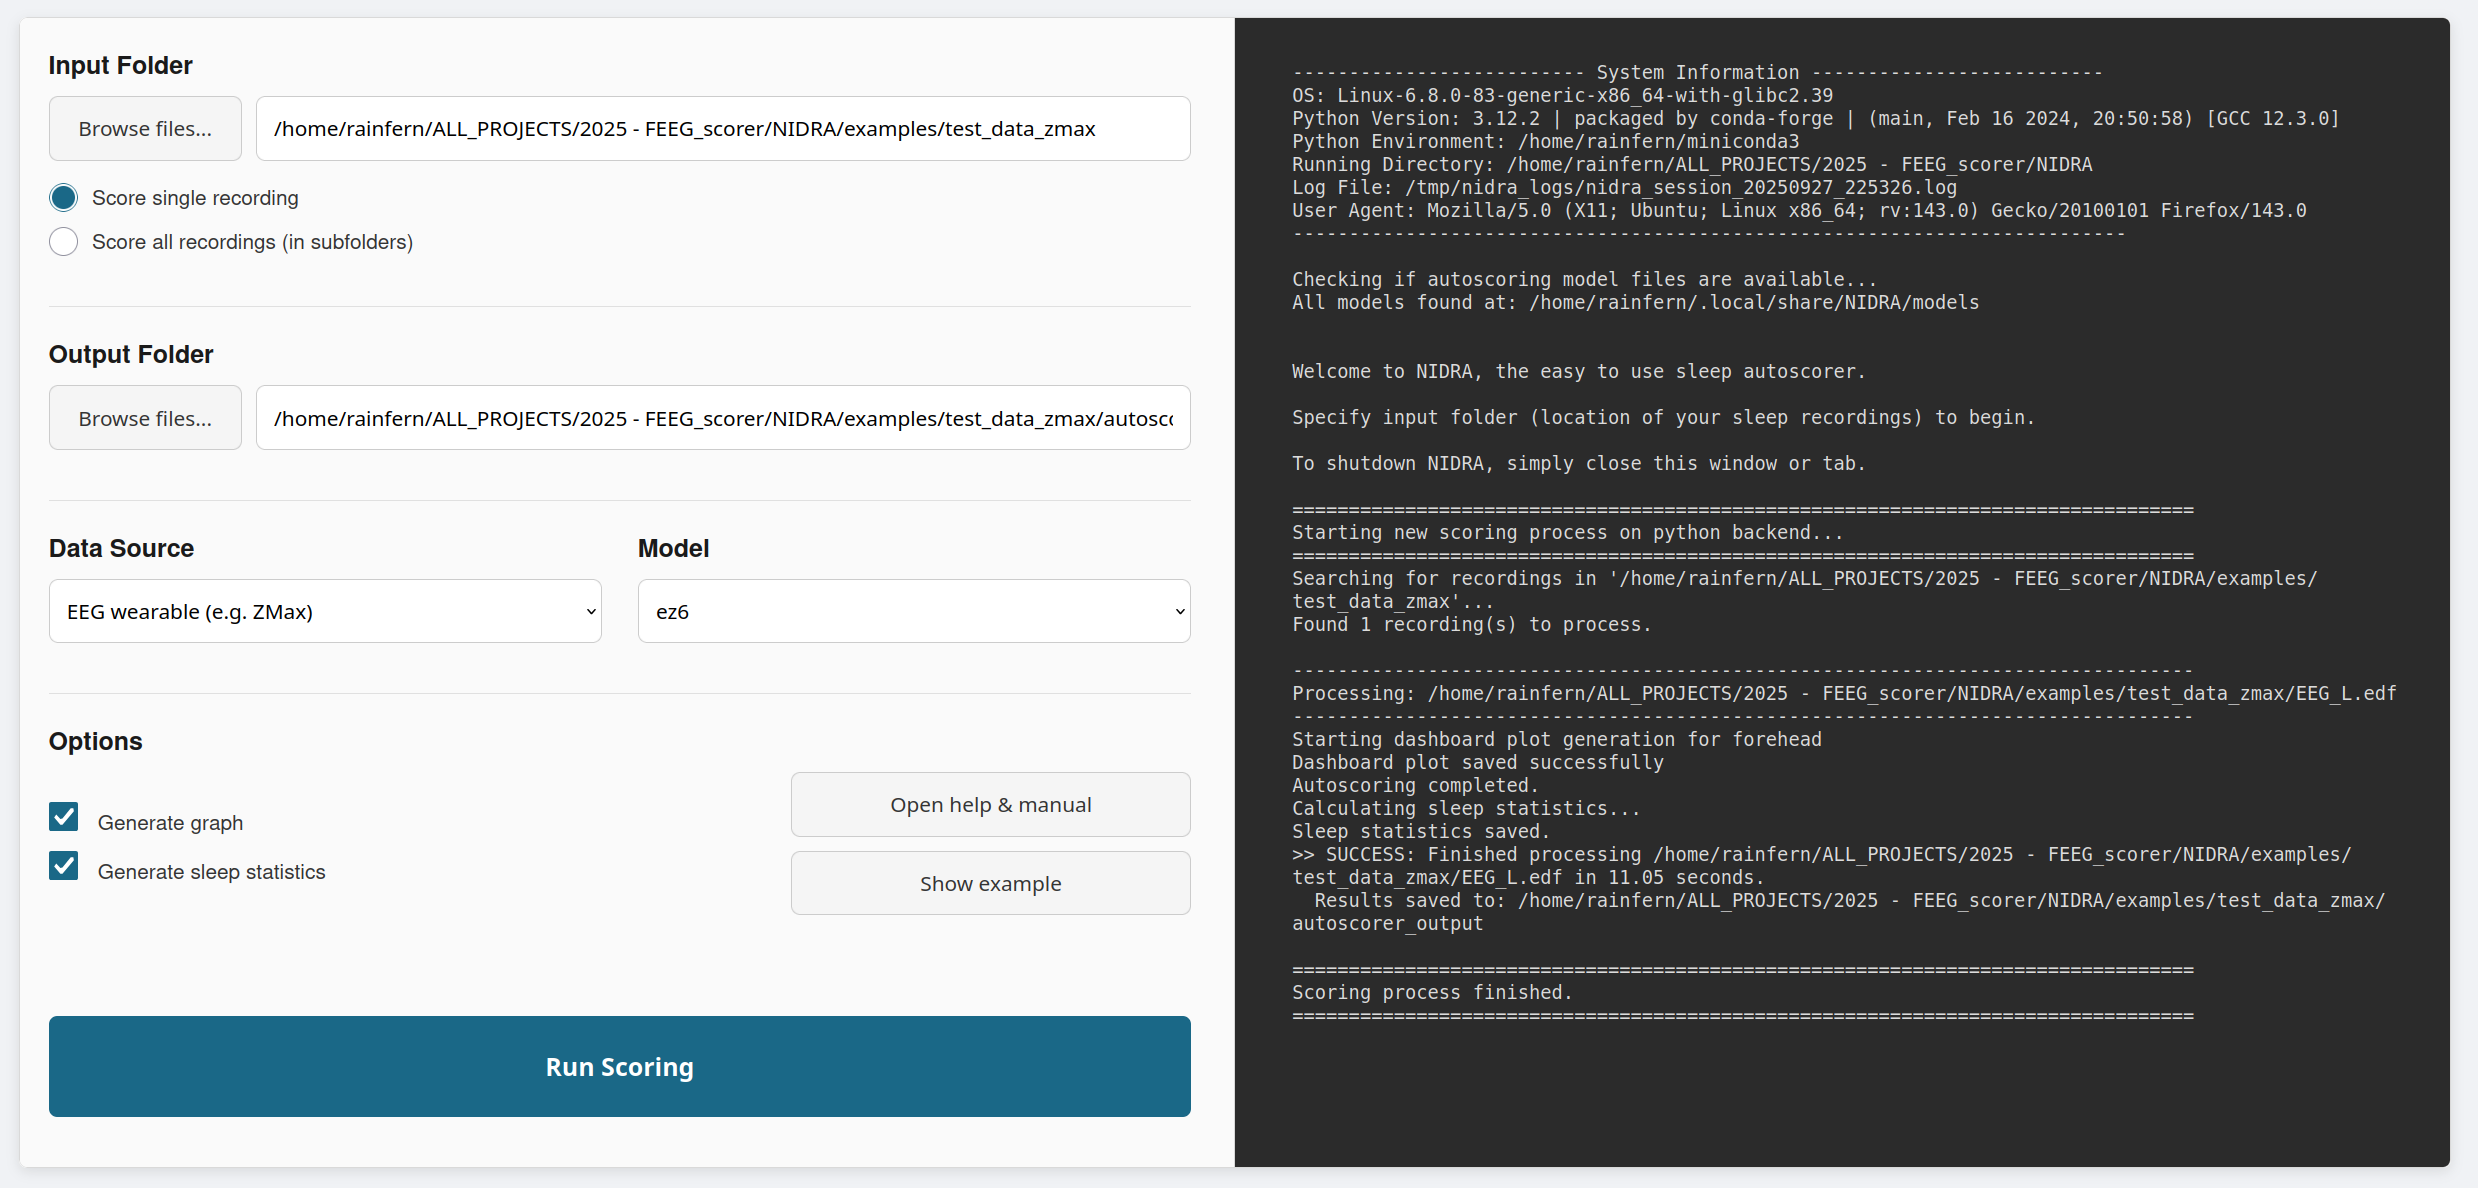 Input Folder
Browse files...
/home/rainfern/ALL_PROJECTS/2025 - FEEG_scorer/NIDRA/examples/test_data_zmax
Score single recording
Score all recordings (in subfolders)
Output Folder
Browse files...
/home/rainfern/ALL_PROJECTS/2025 - FEEG_scorer/NIDRA/examples/test_data_zmax/autosco
Data Source
Model
EEG wearable (e.g. ZMax)
ez6
Options
Generate graph
Generate sleep statistics
Open help & manual
Show example
Run Scoring
-------------------------- System Information --------------------------
OS: Linux-6.8.0-83-generic-x86_64-with-glibc2.39
Python Version: 3.12.2 | packaged by conda-forge | (main, Feb 16 2024, 20:50:58) [GCC 12.3.0]
Python Environment: /home/rainfern/miniconda3
Running Directory: /home/rainfern/ALL_PROJECTS/2025 - FEEG_scorer/NIDRA
Log File: /tmp/nidra_logs/nidra_session_20250927_225326.log
User Agent: Mozilla/5.0 (X11; Ubuntu; Linux x86_64; rv:143.0) Gecko/20100101 Firefox/143.0
--------------------------------------------------------------------------
Checking if autoscoring model files are available...
All models found at: /home/rainfern/.local/share/NIDRA/models
Welcome to NIDRA, the easy to use sleep autoscorer.
Specify input folder (location of your sleep recordings) to begin.
To shutdown NIDRA, simply close this window or tab.
================================================================================
Starting new scoring process on python backend...
================================================================================
Searching for recordings in '/home/rainfern/ALL_PROJECTS/2025 - FEEG_scorer/NIDRA/examples/
test_data_zmax'...
Found 1 recording(s) to process.
--------------------------------------------------------------------------------
Processing: /home/rainfern/ALL_PROJECTS/2025 - FEEG_scorer/NIDRA/examples/test_data_zmax/EEG_L.edf
--------------------------------------------------------------------------------
Starting dashboard plot generation for forehead
Dashboard plot saved successfully
Autoscoring completed.
Calculating sleep statistics...
Sleep statistics saved.
>> SUCCESS: Finished processing /home/rainfern/ALL_PROJECTS/2025 - FEEG_scorer/NIDRA/examples/
test_data_zmax/EEG_L.edf in 11.05 seconds.
Results saved to: /home/rainfern/ALL_PROJECTS/2025 - FEEG_scorer/NIDRA/examples/test_data_zmax/
autoscorer_output
================================================================================
Scoring process finished.
================================================================================